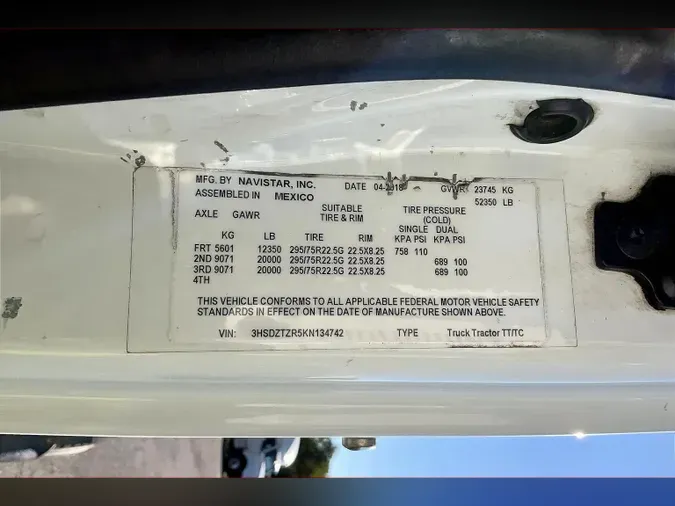 MFG. BY NAVISTAR, INC. DATE 04-2018 GVWR 23745 KG
ASSEMBLED IN MEXICO 52350 LB
AXLE GAWR SUITABLE TIRE PRESSURE
TIRE & RIM (COLD)
SINGLE DUAL
KG LB TIRE RIM KPA PSI KPA PSI
FRT 5601 12350 295/75R22.5G 22.5X8.25 758 110
2ND 9071 20000 295/75R22.5G 22.5X8.25 689 100
3RD 9071 20000 295/75R22.5G 22.5X8.25 689 100
4TH
THIS VEHICLE CONFORMS TO ALL APPLICABLE FEDERAL MOTOR VEHICLE SAFETY
STANDARDS IN EFFECT ON THE DATE OF MANUFACTURE SHOWN ABOVE.
VIN: 3HSDZTZR5KN134742 TYPE Truck Tractor TT/TC